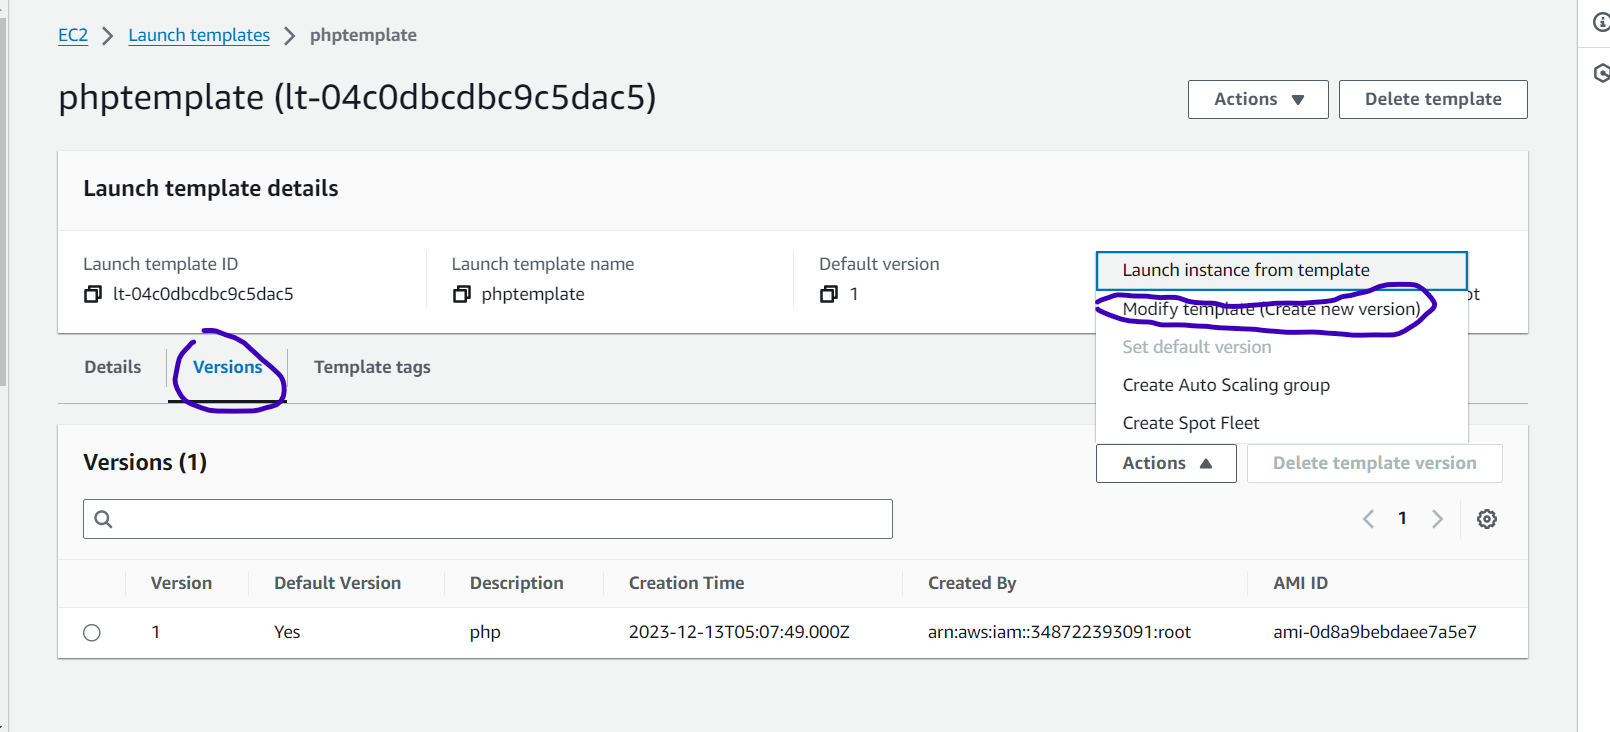 EC2 > Launch templates > phptemplate
phptemplate (lt-04c0dbcdbc9c5dac5)
Actions
Delete template
Launch template details
Launch template ID
lt-04c0dbcdbc9c5dac5
Launch template name
phptemplate
Default version
1
ot
Launch instance from template
Modify template (Create new version)
Set default version
Create Auto Scaling group
Create Spot Fleet
Details
Versions
Template tags
Versions (1)
Actions
Delete template version
1
Version Default Version Description Creation Time Created By AMI ID
1 Yes php 2023-12-13T05:07:49.000Z arn:aws:iam::348722393091:root ami-0d8a9bebdaee7a5e7